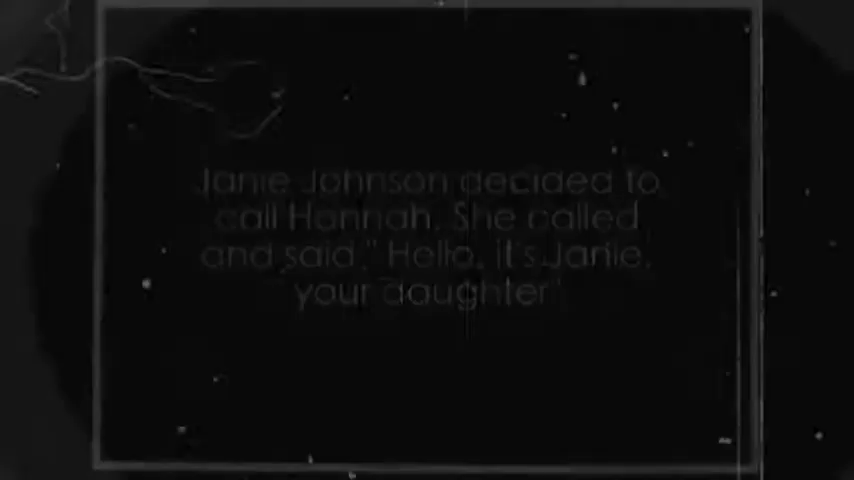 Janie Johnson decided to
call Hannah. She called
and said," Hello, it's Janie,
your daughter"